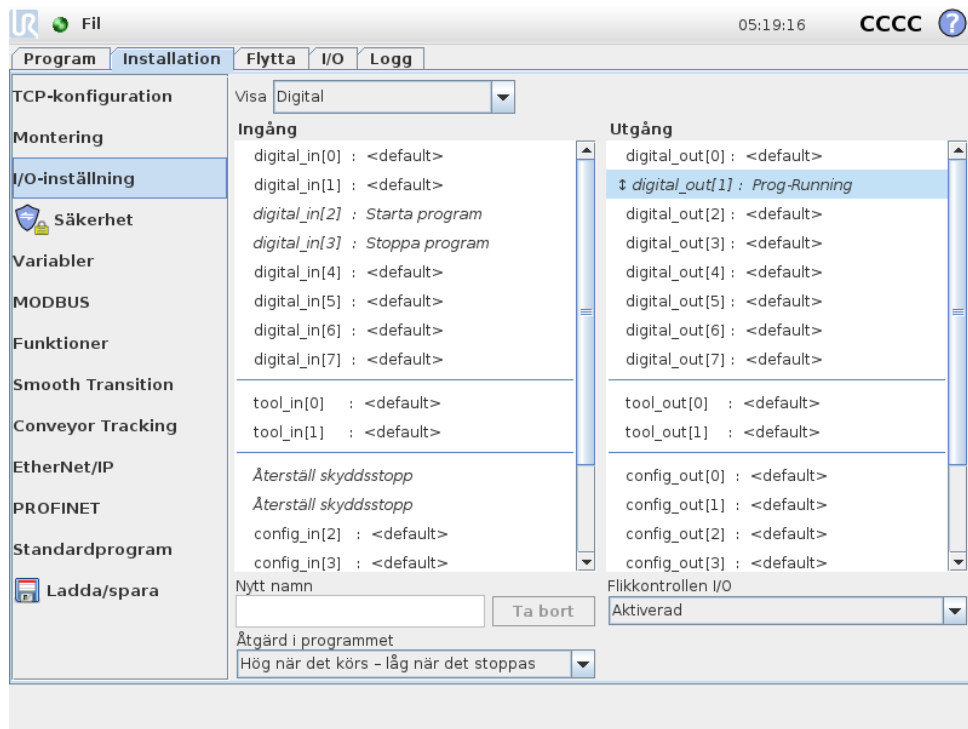 UR Fil 05:19:16 CCCC ?
Program Installation Flytta I/O Logg
TCP-konfiguration
Montering
I/O-inställning
Säkerhet
Variabler
MODBUS
Funktioner
Smooth Transition
Conveyor Tracking
EtherNet/IP
PROFINET
Standardprogram
Ladda/spara
Visa Digital
Ingång
digital_in[0] : <default>
digital_in[1] : <default>
digital_in[2] : Starta program
digital_in[3] : Stoppa program
digital_in[4] : <default>
digital_in[5] : <default>
digital_in[6] : <default>
digital_in[7] : <default>
tool_in[0] : <default>
tool_in[1] : <default>
Återställ skyddsstopp
Återställ skyddsstopp
config_in[2] : <default>
config_in[3] : <default>
Nytt namn
Ta bort
Åtgärd i programmet
Hög när det körs – låg när det stoppas
Utgång
digital_out[0] : <default>
↕ digital_out[1] : Prog-Running
digital_out[2] : <default>
digital_out[3] : <default>
digital_out[4] : <default>
digital_out[5] : <default>
digital_out[6] : <default>
digital_out[7] : <default>
tool_out[0] : <default>
tool_out[1] : <default>
config_out[0] : <default>
config_out[1] : <default>
config_out[2] : <default>
config_out[3] : <default>
Flikkontrollen I/O
Aktiverad